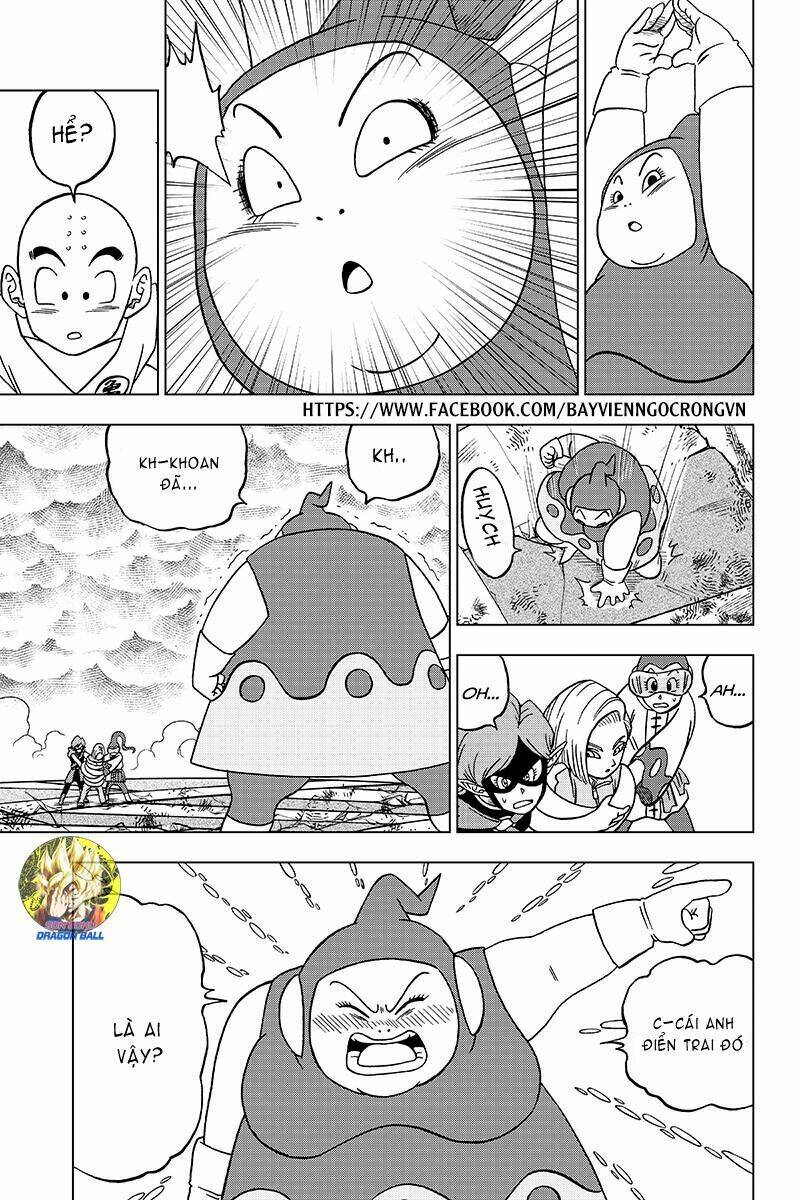 HỂ?
HTTPS://WWW.FACEBOOK.COM/BAYVIENNGOCRONGVN
HUỴCH
KH..
KH-KHOAN
ĐÃ...
AH...
OH...
C-CÁI ANH
ĐIỂN TRAI ĐÓ
LÀ AI
VẬY?
DRAGON BALL